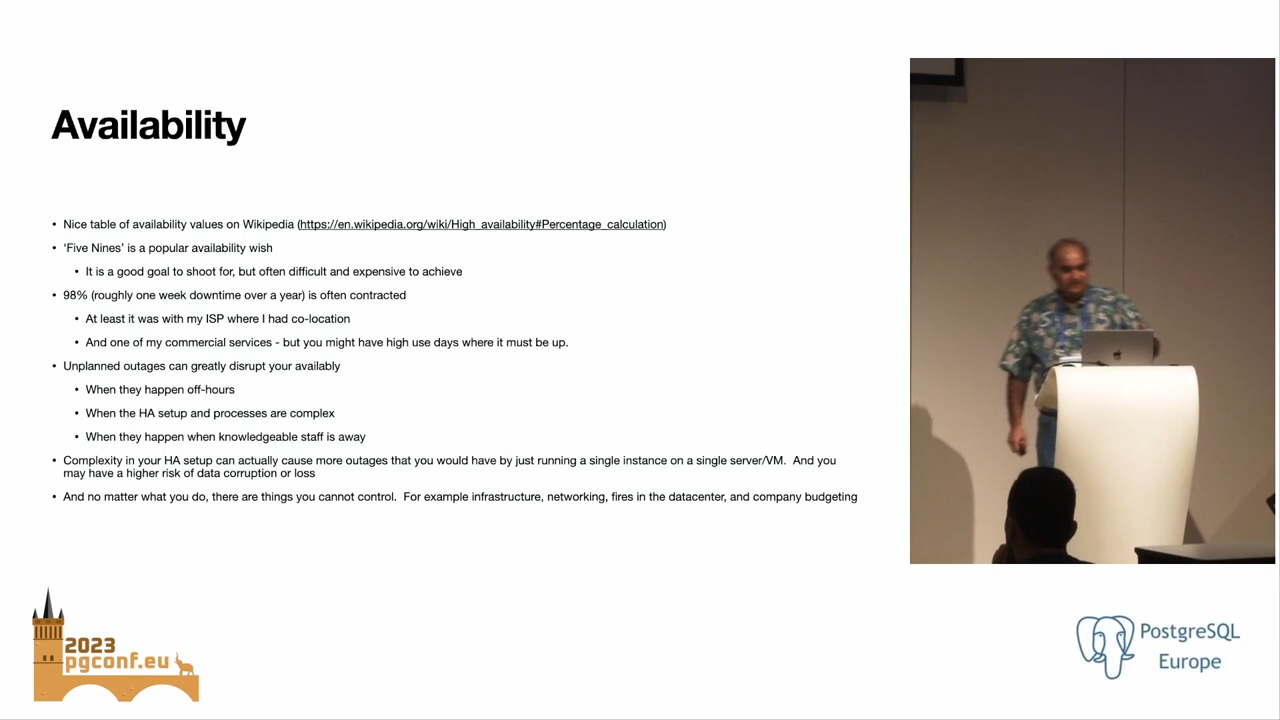 Availability
• Nice table of availability values on Wikipedia (https://en.wikipedia.org/wiki/High_availability#Percentage_calculation)
• ‘Five Nines’ is a popular availability wish
• It is a good goal to shoot for, but often difficult and expensive to achieve
• 98% (roughly one week downtime over a year) is often contracted
• At least it was with my ISP where I had co-location
• And one of my commercial services - but you might have high use days where it must be up.
• Unplanned outages can greatly disrupt your availably
• When they happen off-hours
• When the HA setup and processes are complex
• When they happen when knowledgeable staff is away
• Complexity in your HA setup can actually cause more outages that you would have by just running a single instance on a single server/VM. And you
may have a higher risk of data corruption or loss
• And no matter what you do, there are things you cannot control. For example infrastructure, networking, fires in the datacenter, and company budgeting
2023
pgconf.eu
PostgreSQL
Europe